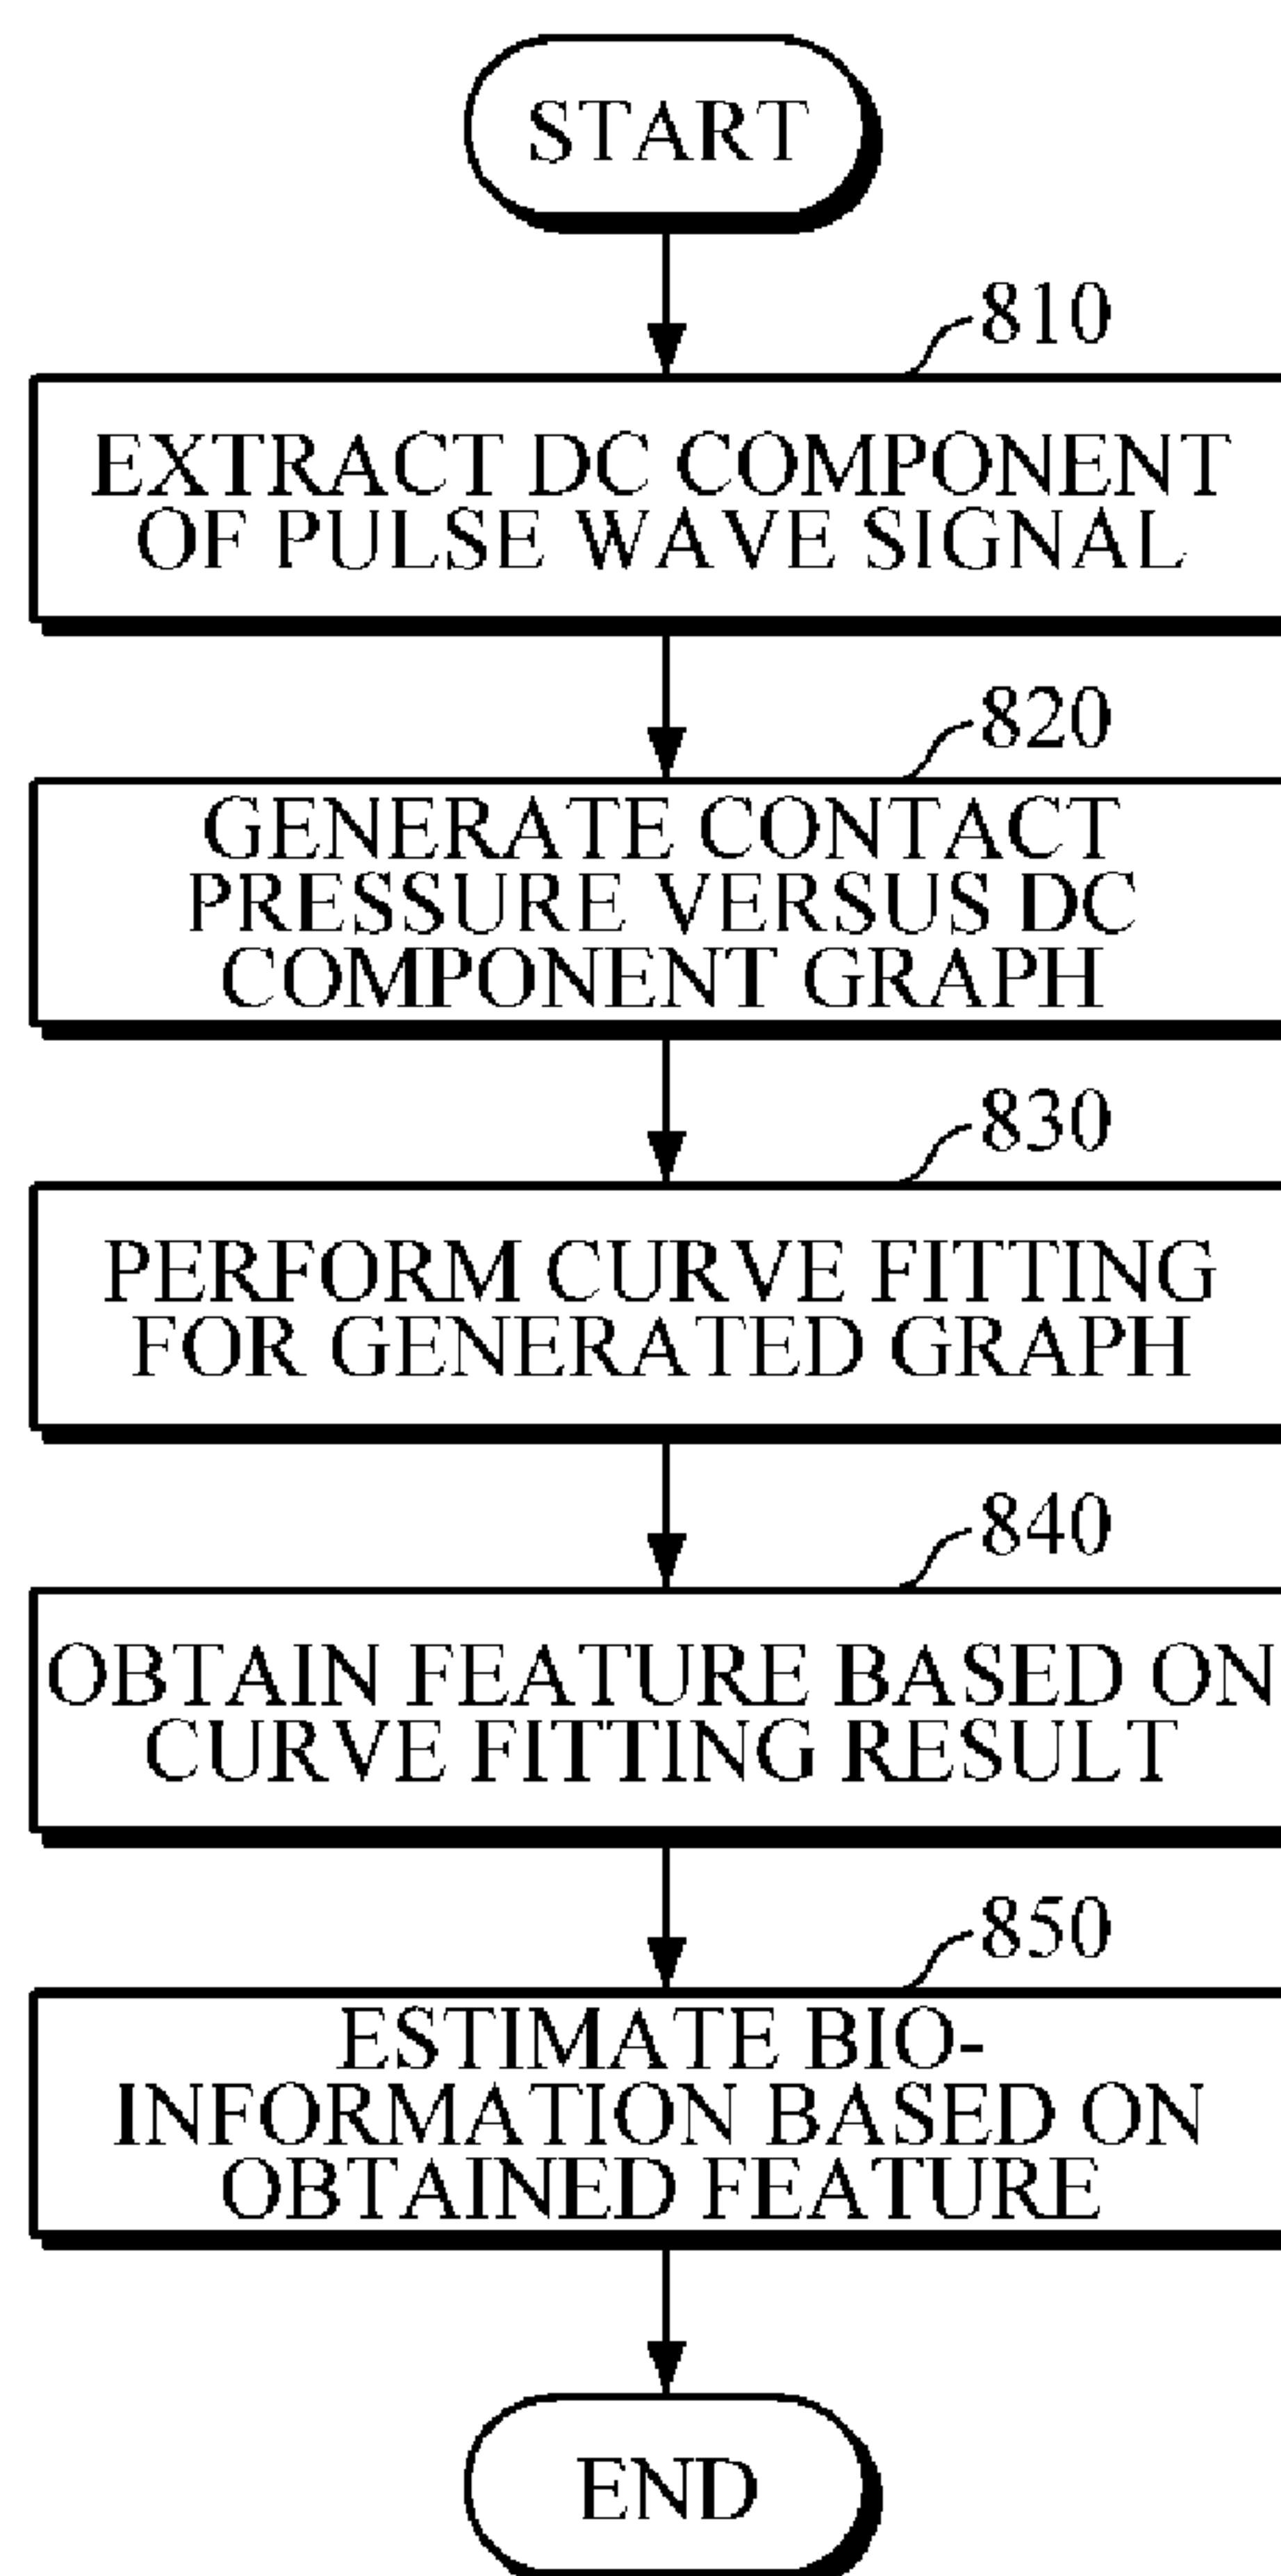 START
810
EXTRACT DC COMPONENT
OF PULSE WAVE SIGNAL
820
GENERATE CONTACT
PRESSURE VERSUS DC
COMPONENT GRAPH
830
PERFORM CURVE FITTING
FOR GENERATED GRAPH
840
OBTAIN FEATURE BASED ON
CURVE FITTING RESULT
850
ESTIMATE BIO-
INFORMATION BASED ON
OBTAINED FEATURE
END